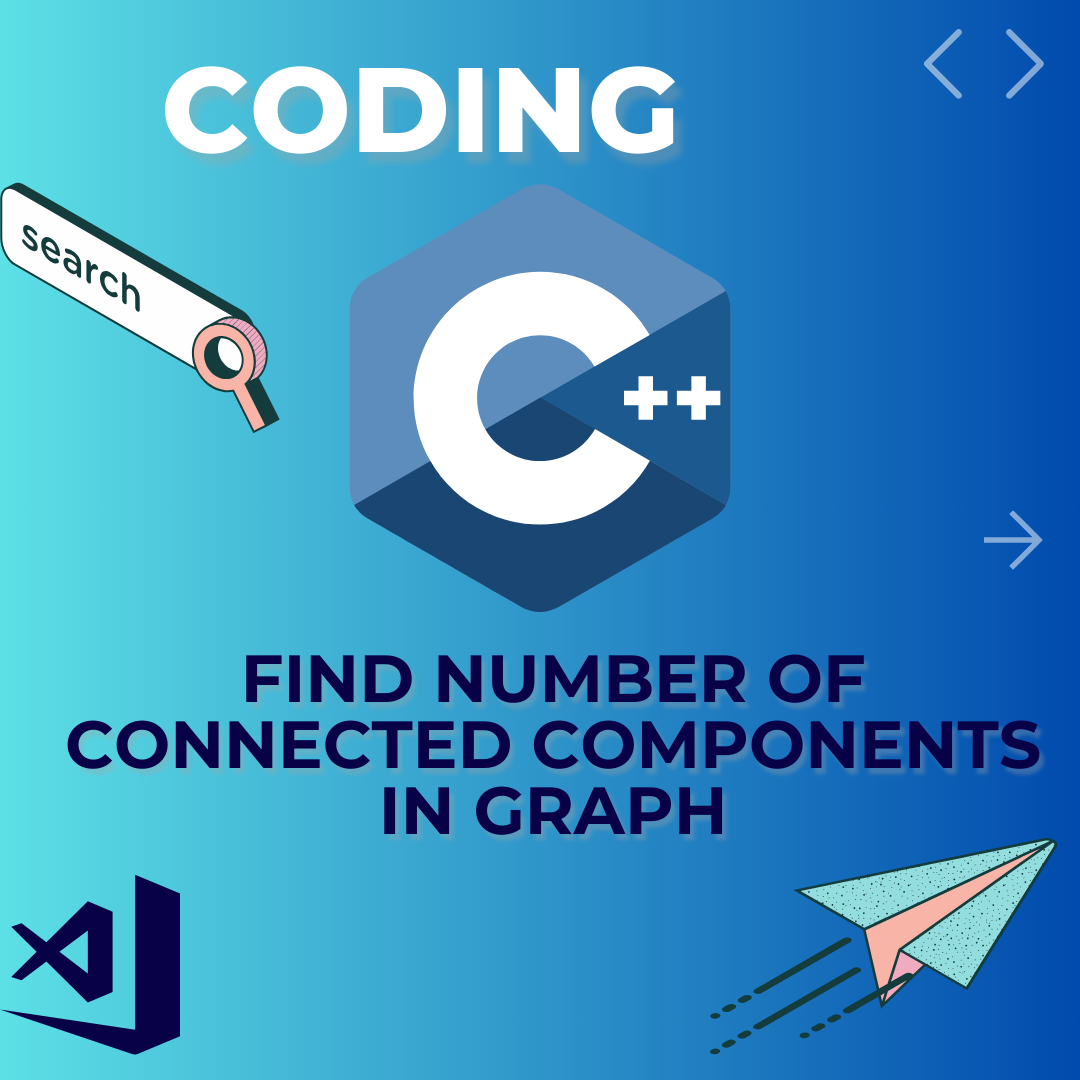 CODING
search
C++
FIND NUMBER OF
CONNECTED COMPONENTS
IN GRAPH